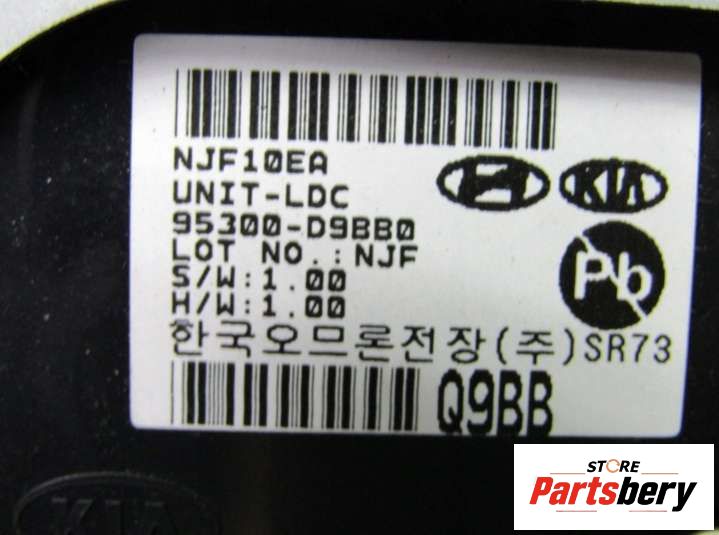 NJF10EA
UNIT-LDC
95300-D9BB0
LOT NO.:NJF
S/W:1.00
H/W:1.00
KIA
Pb
한국오므론전장(주)SR73
Q9BB
KIA
STORE
Partsbery